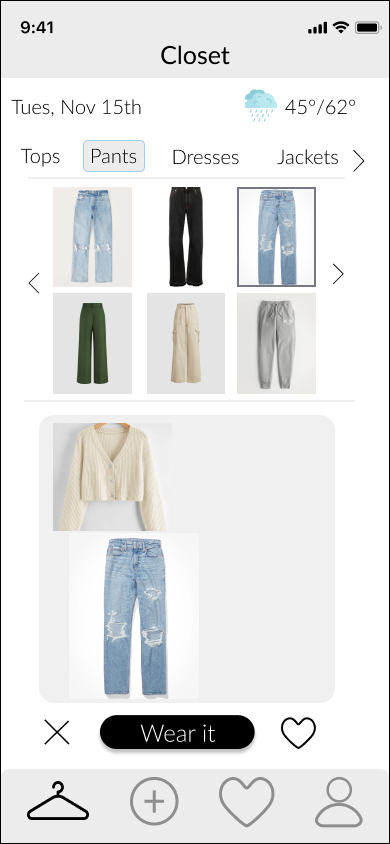 9:41
Closet
Tues, Nov 15th 45°/62°
Tops Pants Dresses Jackets
Wear it